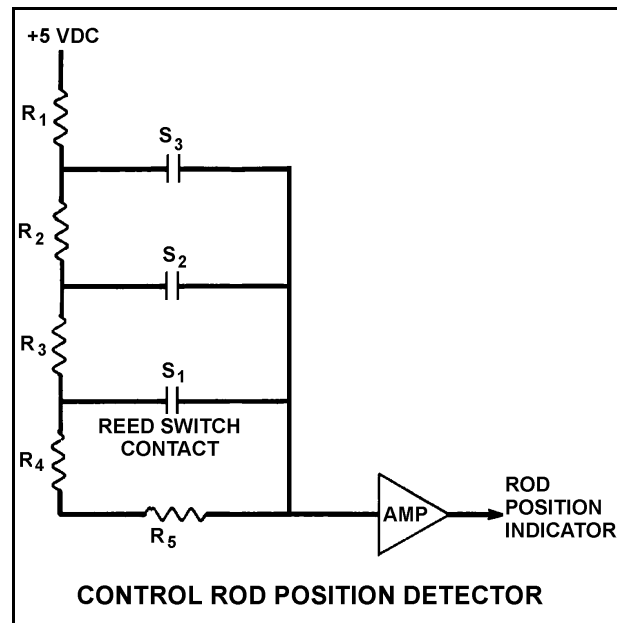 +5 VDC
R1
S3
R2
S2
R3
S1
REED SWITCH
CONTACT
R4
R5
AMP
ROD
POSITION
INDICATOR
CONTROL ROD POSITION DETECTOR